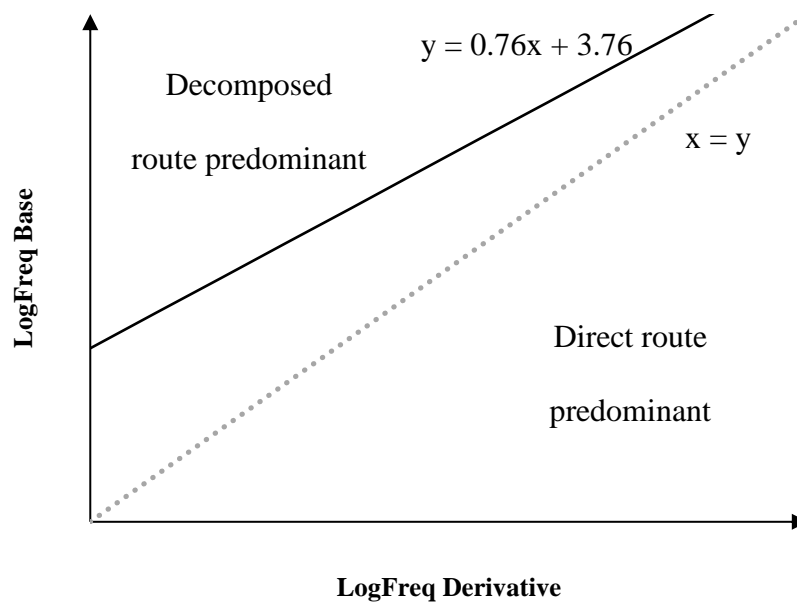 y = 0.76x + 3.76
Decomposed
route predominant
x = y
LogFreq Base
Direct route
predominant
LogFreq Derivative